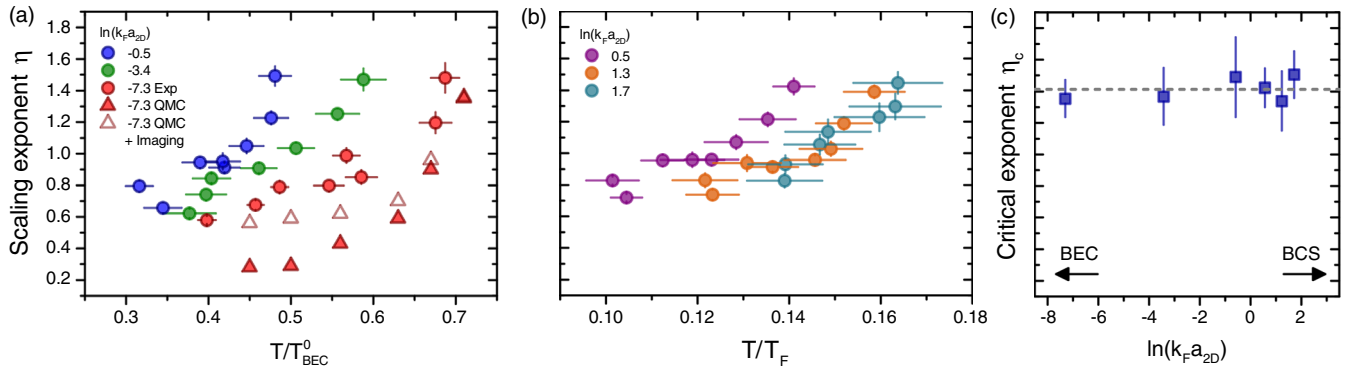 (a)
Scaling exponent η
1.8
1.6
1.4
1.2
1.0
0.8
0.6
0.4
0.2
ln(kFa2D)
-0.5
-3.4
-7.3 Exp
-7.3 QMC
-7.3 QMC
+ Imaging
0.3 0.4 0.5 0.6 0.7
T/T⁰BEC
(b)
ln(kFa2D)
0.5
1.3
1.7
0.10 0.12 0.14 0.16 0.18
T/TF
(c)
Critical exponent ηc
BEC BCS
-8 -6 -4 -2 0 2
ln(kFa2D)